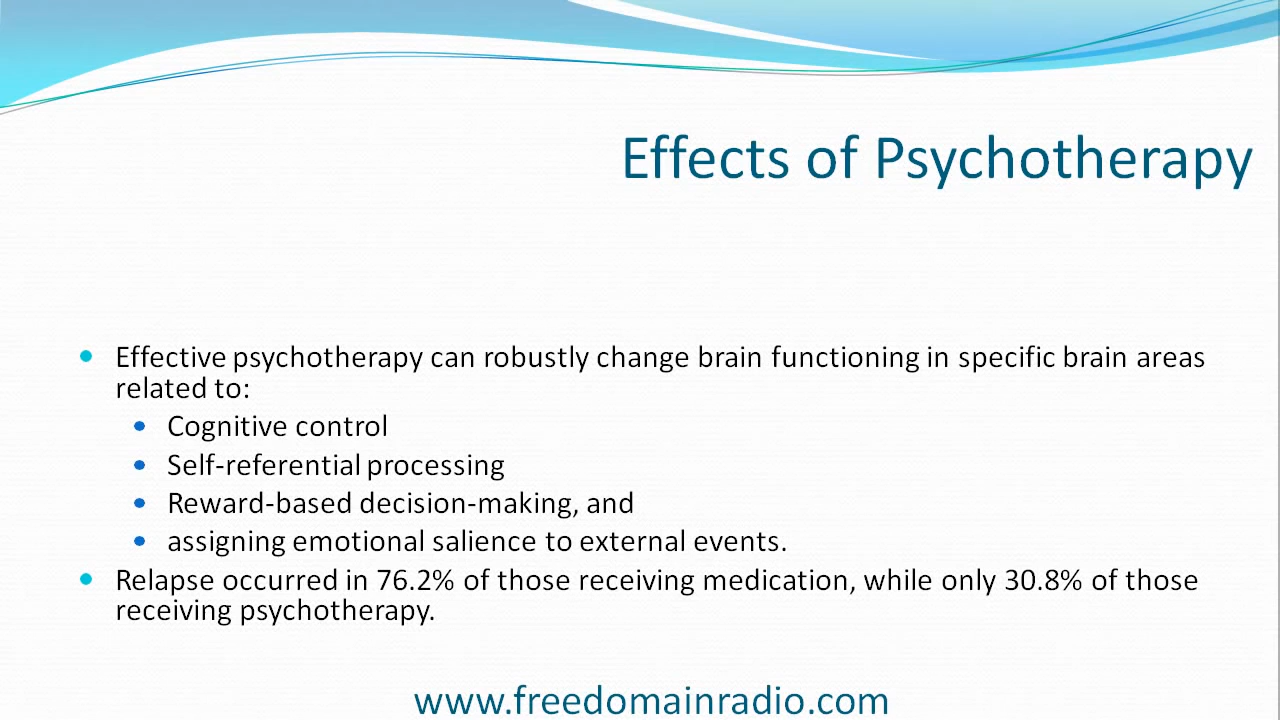 Effects of Psychotherapy
Effective psychotherapy can robustly change brain functioning in specific brain areas
related to:
Cognitive control
Self-referential processing
Reward-based decision-making, and
assigning emotional salience to external events.
Relapse occurred in 76.2% of those receiving medication, while only 30.8% of those
receiving psychotherapy.
www.freedomainradio.com